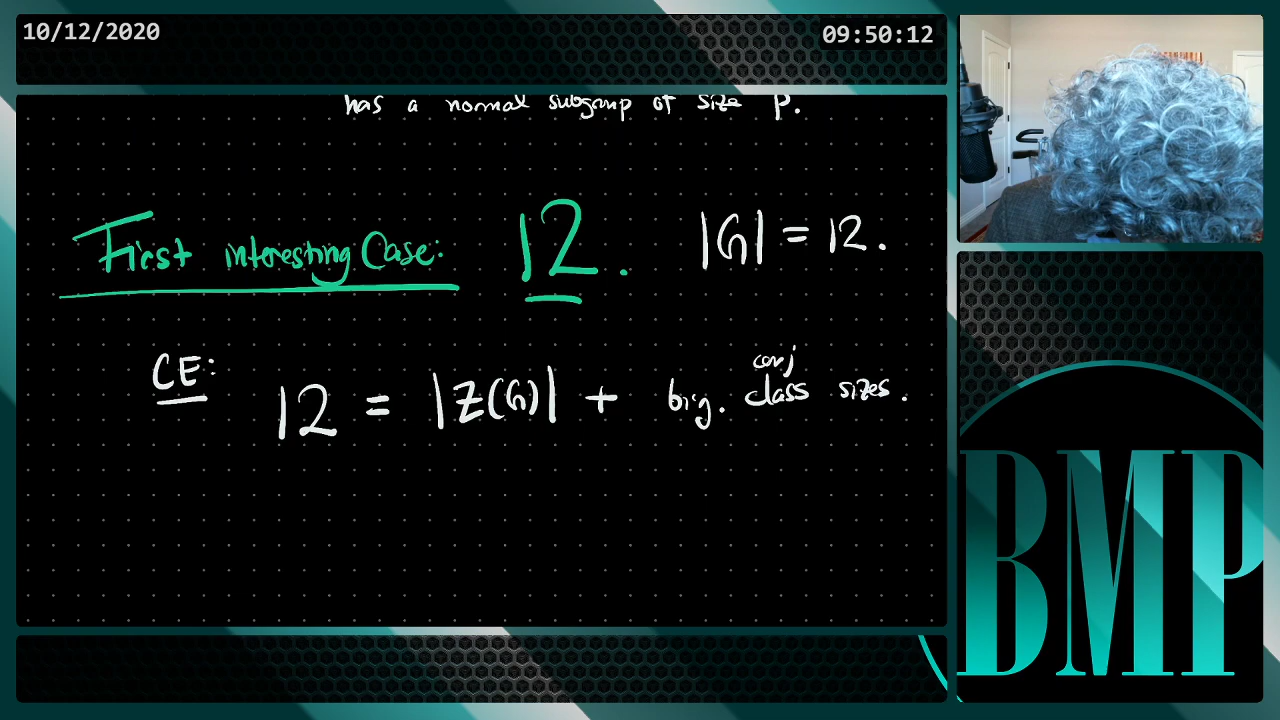 10/12/2020
09:50:12
has a normal subgroup of size p.
First interesting Case: 12. |G| = 12.
conj
CE: 12 = |Z(G)| + big. class sizes.
BMP